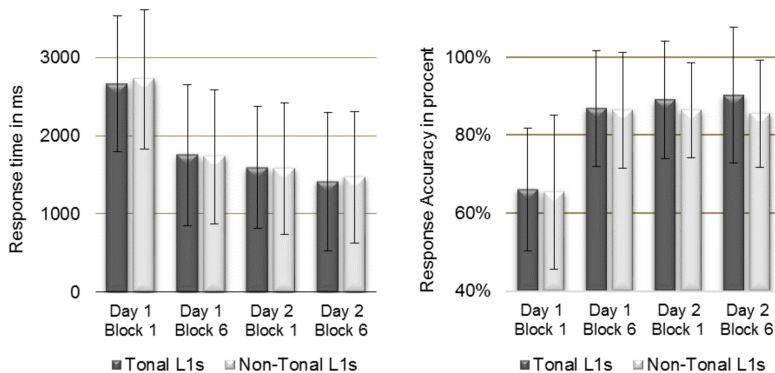 Response time in ms
3000
2000
1000
0
Day 1 Day 1 Day 2 Day 2
Block 1 Block 6 Block 1 Block 6
Tonal L1s Non-Tonal L1s
Response Accuracy in procent
100%
80%
60%
40%
Day 1 Day 1 Day 2 Day 2
Block 1 Block 6 Block 1 Block 6
Tonal L1s Non-Tonal L1s